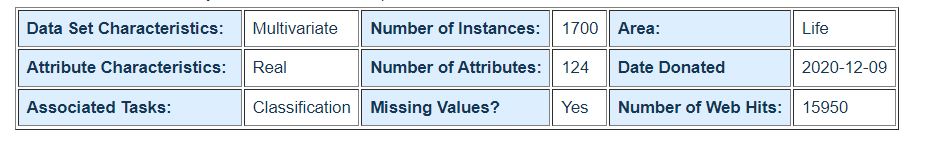 Data Set Characteristics: Multivariate Number of Instances: 1700 Area: Life
Attribute Characteristics: Real Number of Attributes: 124 Date Donated 2020-12-09
Associated Tasks: Classification Missing Values? Yes Number of Web Hits: 15950